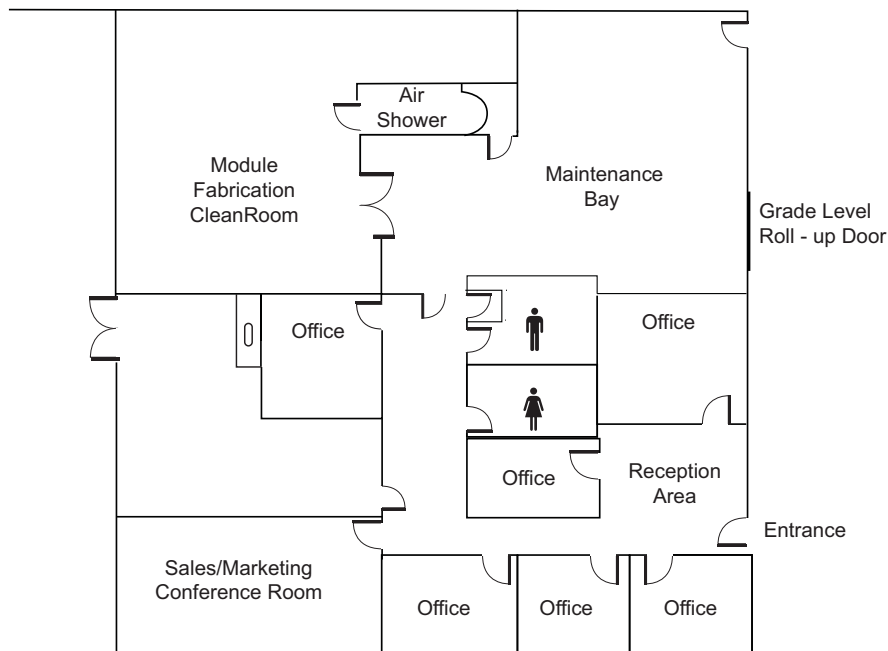 Air
Shower
Module
Fabrication
CleanRoom
Maintenance
Bay
Grade Level
Roll - up Door
Office
Office
Office
Reception
Area
Entrance
Sales/Marketing
Conference Room
Office
Office
Office